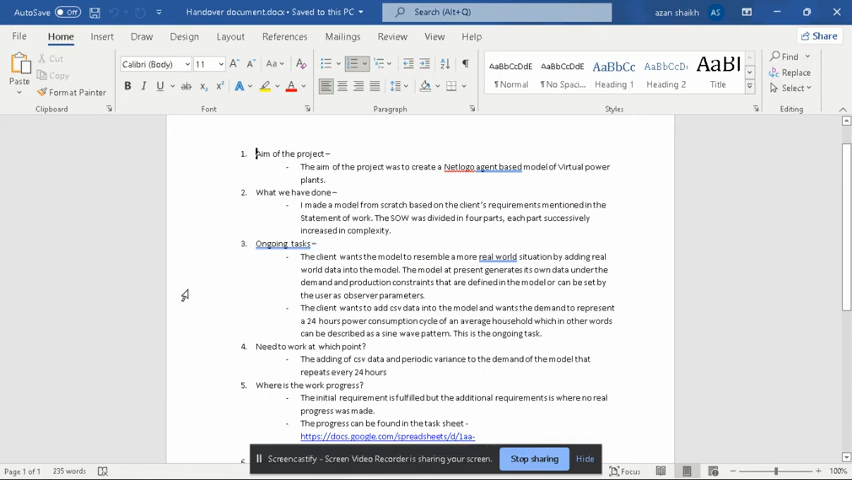 AutoSave Off Handover document.docx • Saved to this PC Search (Alt+Q) azan shaikh AS
File Home Insert Draw Design Layout References Mailings Review View Help Share
Cut Calibri (Body) 11 Aa AaBbCcDc AaBbCcDc AaBbCc AaBbCcD AaBl Find
Paste Copy B I U ab x A A ¶ Normal ¶ No Spaci... Heading 1 Heading 2 Title Replace
Format Painter Select
Clipboard Font Paragraph Styles Editing
1. Aim of the project –
- The aim of the project was to create a Netlogo agent based model of Virtual power
plants.
2. What we have done –
- I made a model from scratch based on the client's requirements mentioned in the
Statement of work. The SOW was divided in four parts, each part successively
increased in complexity.
3. Ongoing tasks –
- The client wants the model to resemble a more real world situation by adding real
world data into the model. The model at present generates its own data under the
demand and production constraints that are defined in the model or can be set by
the user as observer parameters.
- The client wants to add csv data into the model and wants the demand to represent
a 24 hours power consumption cycle of an average household which in other words
can be described as a sine wave pattern. This is the ongoing task.
4. Need to work at which point?
- The adding of csv data and periodic variance to the demand of the model that
repeats every 24 hours
5. Where is the work progress?
- The initial requirement is fulfilled but the additional requirements is where no real
progress was made.
- The progress can be found in the task sheet -
https://docs.google.com/spreadsheets/d/1aa-
Screencastify - Screen Video Recorder is sharing your screen. Stop sharing Hide
Page 1 of 1 235 words Focus 100%